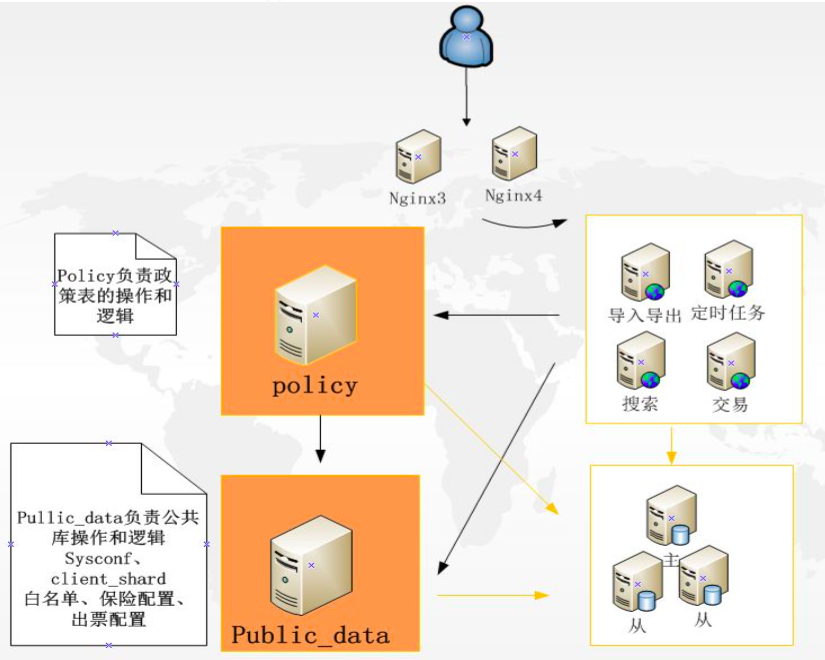 Nginx3
Nginx4
Policy负责政
策表的操作和
逻辑
policy
导入导出
定时任务
搜索
交易
Pullic_data负责公共
库操作和逻辑
Sysconf、
client_shard
白名单、保险配置、
出票配置
Public_data
主
从
从